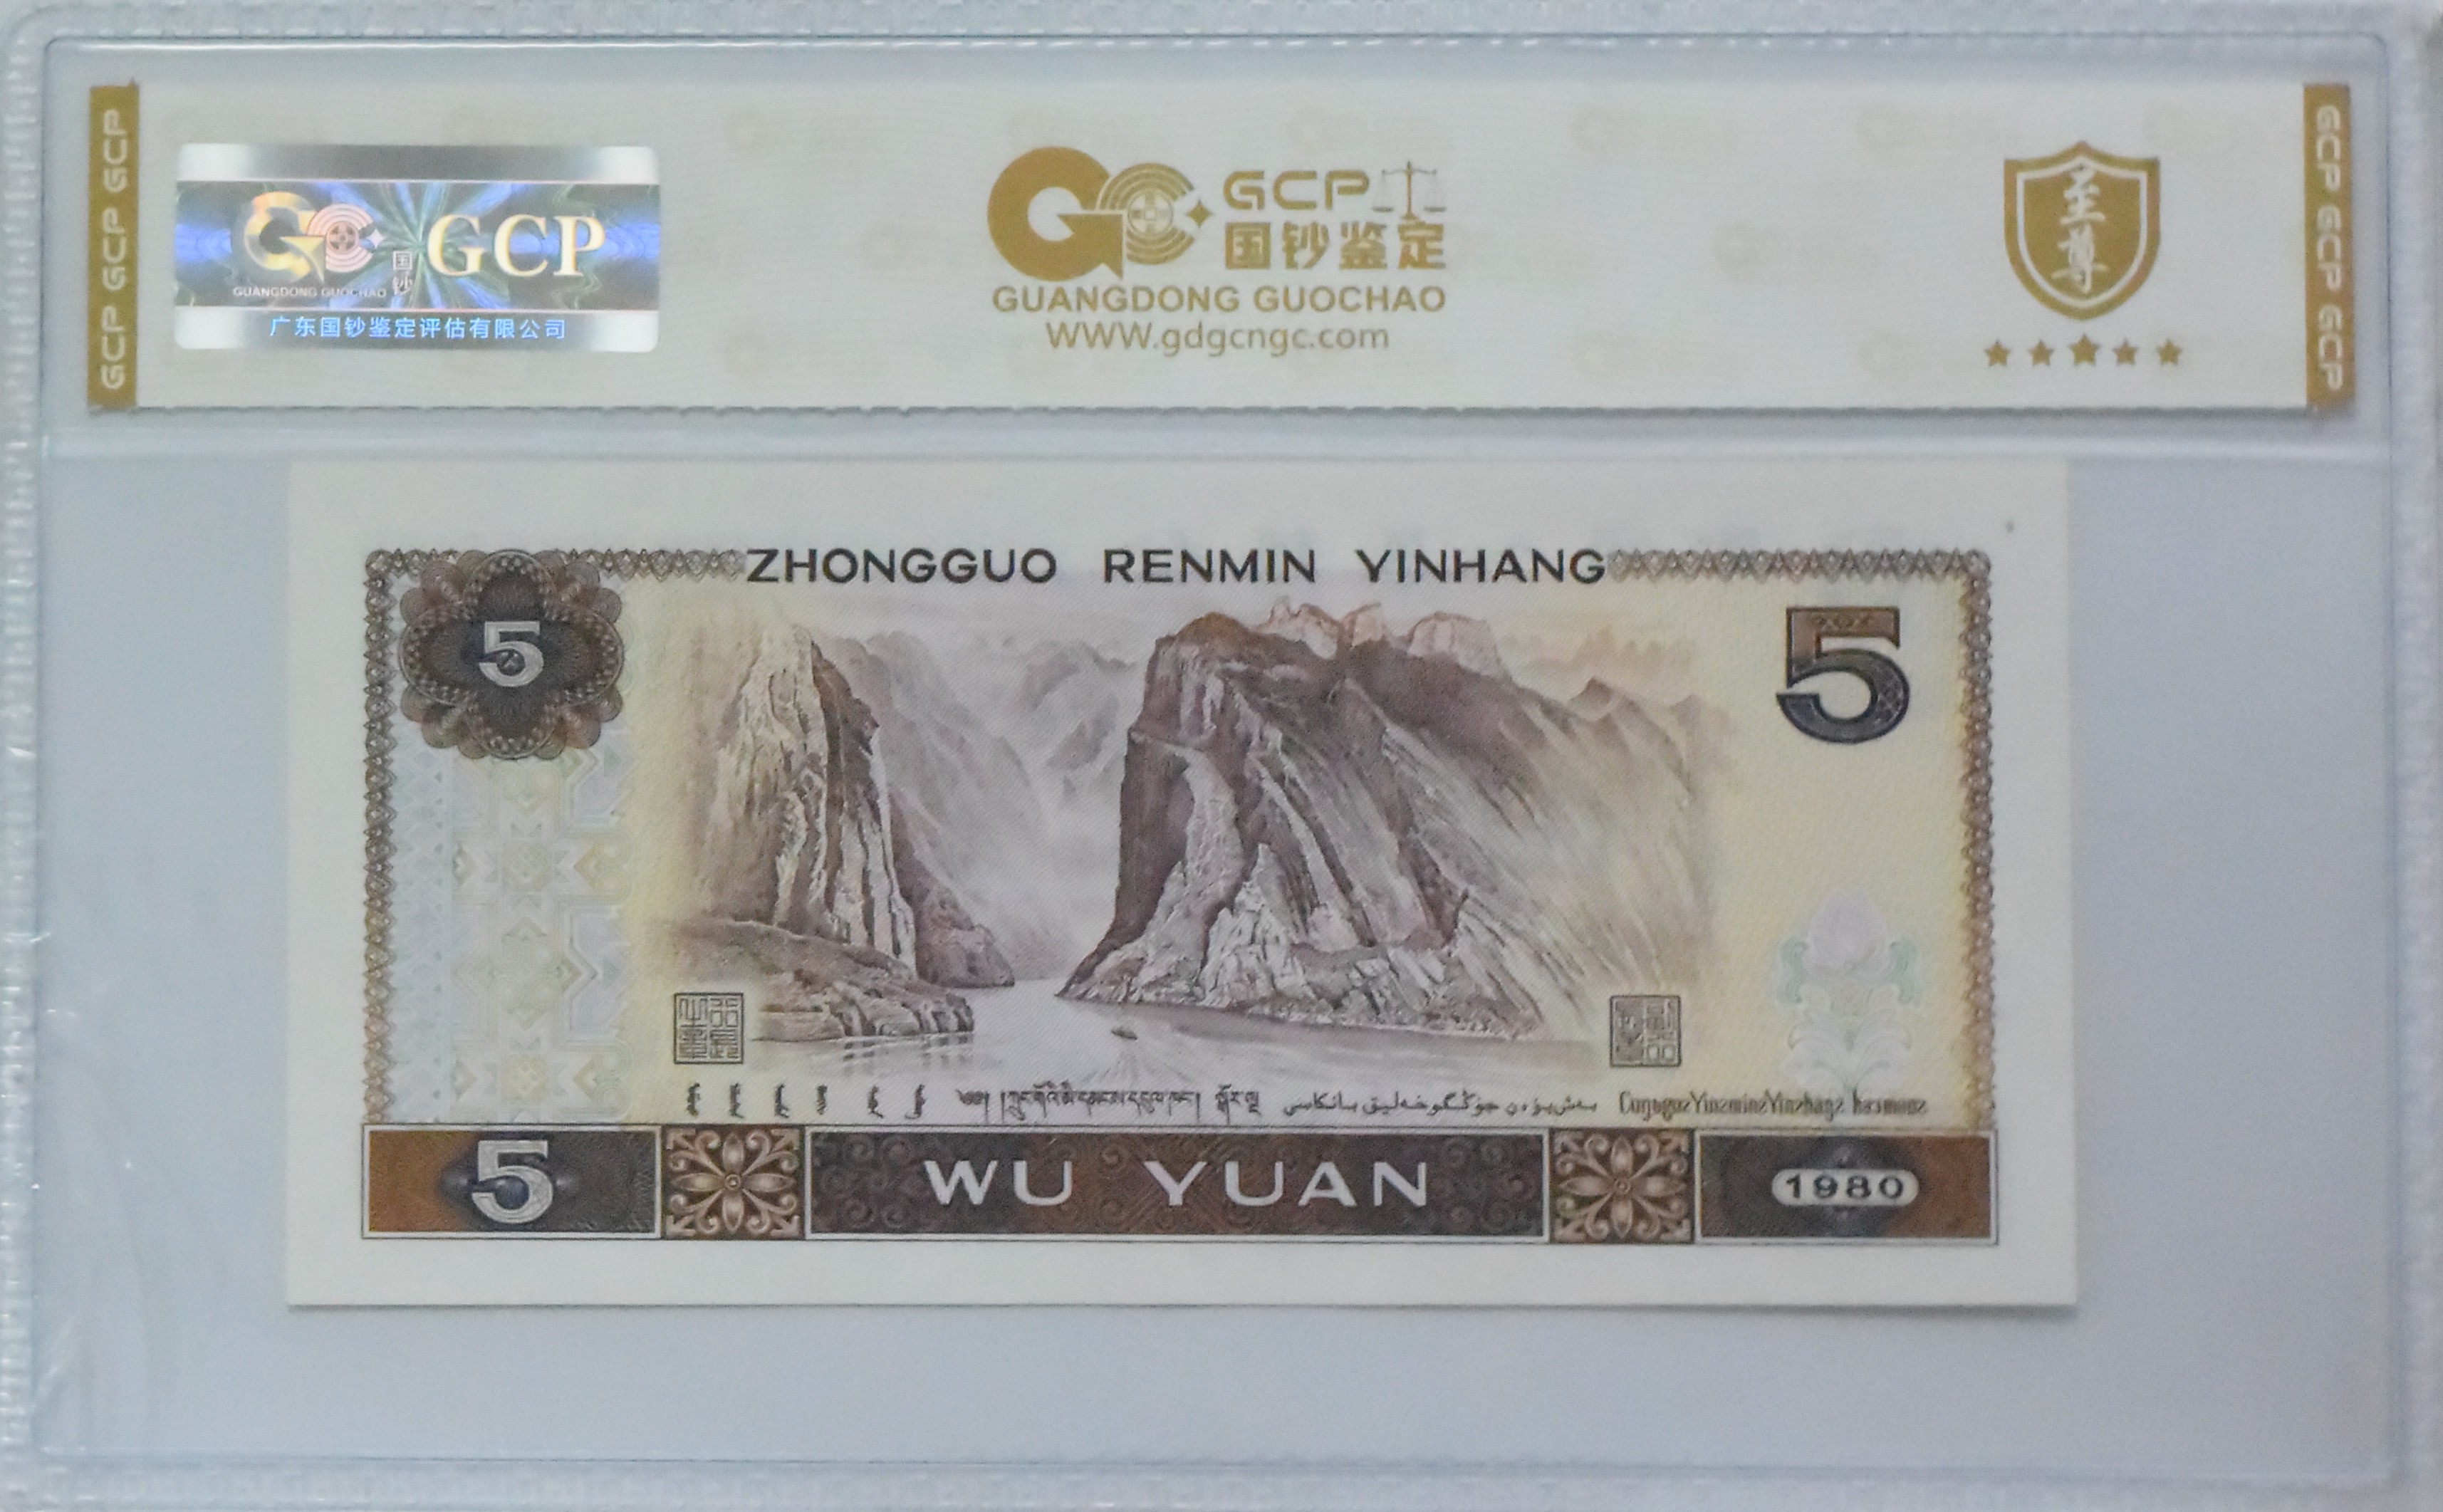 GCP GCP GCP
GCP
国钞
GUANGDONG GUOCHAO
广东国钞鉴定评估有限公司
GCP
国钞鉴定
GUANGDONG GUOCHAO
WWW.gdgcngc.com
至尊
GCP GCP GCP
ZHONGGUO RENMIN YINHANG
5
5
5
WU YUAN
1980